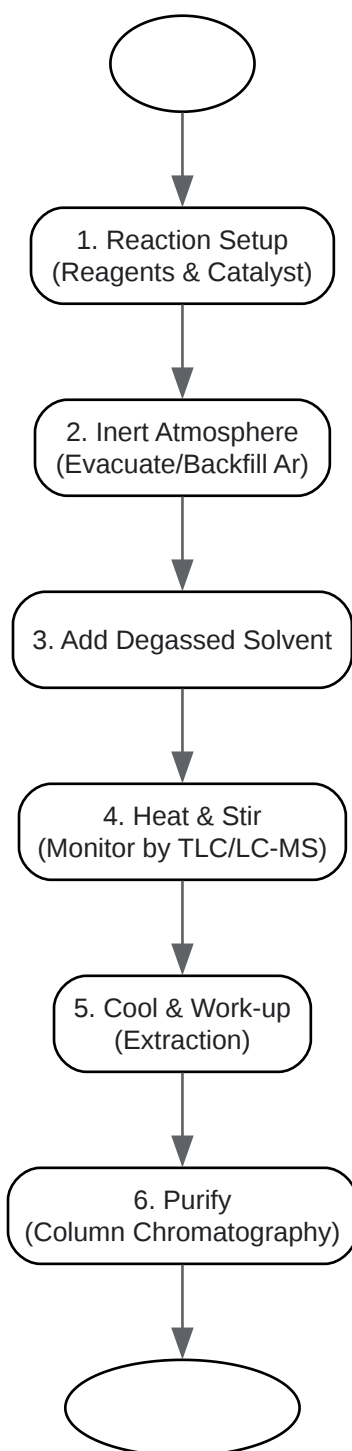 1. Reaction Setup
(Reagents & Catalyst)
2. Inert Atmosphere
(Evacuate/Backfill Ar)
3. Add Degassed Solvent
4. Heat & Stir
(Monitor by TLC/LC-MS)
5. Cool & Work-up
(Extraction)
6. Purify
(Column Chromatography)